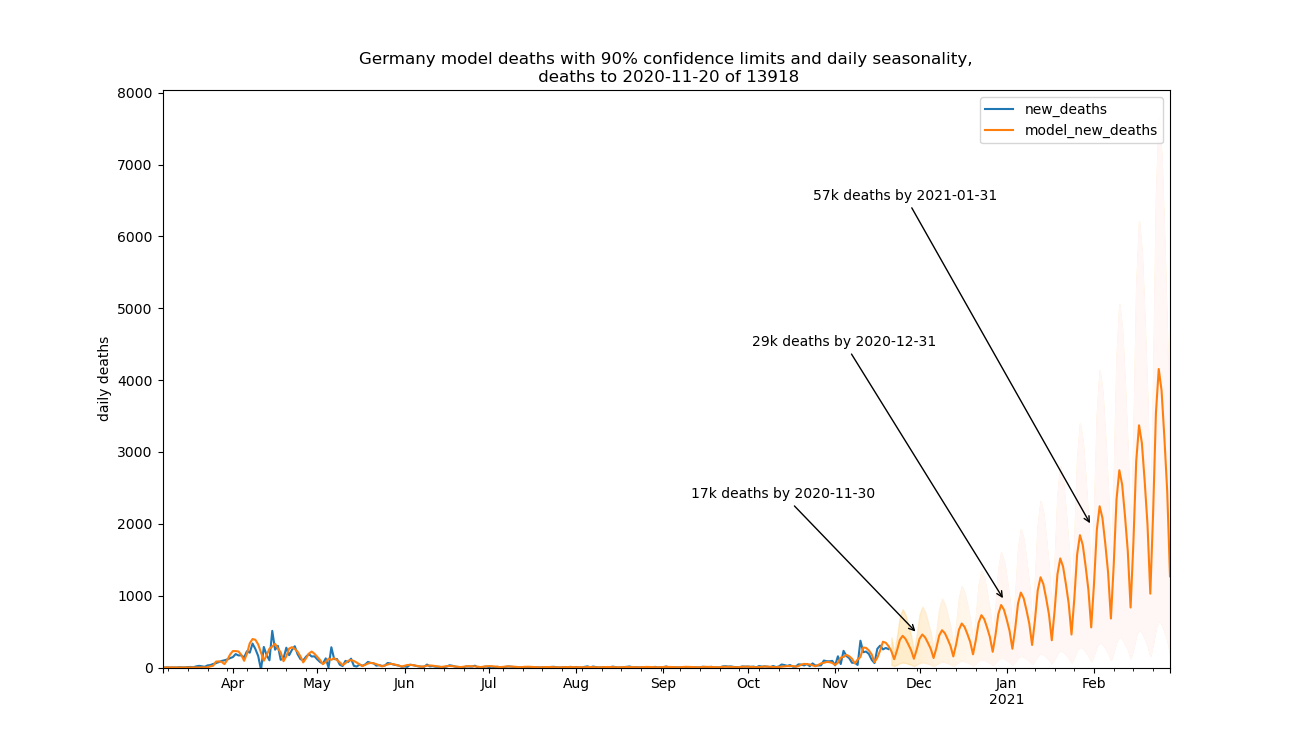 Germany model deaths with 90% confidence limits and daily seasonality,
deaths to 2020-11-20 of 13918
8000
7000
6000
5000
4000
3000
2000
1000
0
daily deaths
new_deaths
model_new_deaths
57k deaths by 2021-01-31
29k deaths by 2020-12-31
17k deaths by 2020-11-30
Apr May Jun Jul Aug Sep Oct Nov Dec Jan Feb
2021